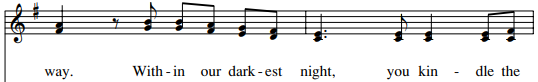 way. With-in our dark-est night, you kin - dle the